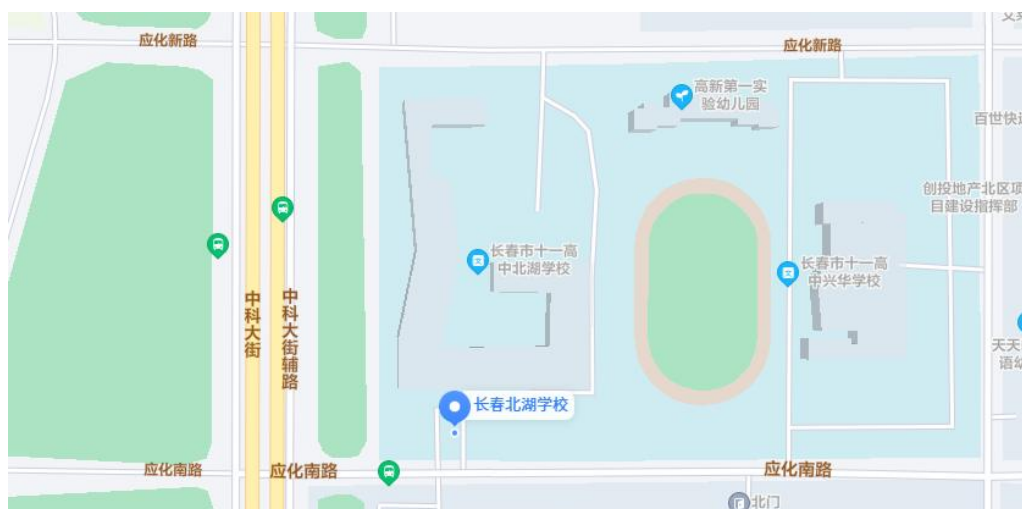 应化新路
应化新路
高新第一实
验幼儿园
百世快
创投地产北区项
目建设指挥部
长春市十一高
中北湖学校
长春市十一高
中兴华学校
中科大街
中科大街辅路
天天
语幼
长春北湖学校
应化南路
应化南路
应化南路
北门